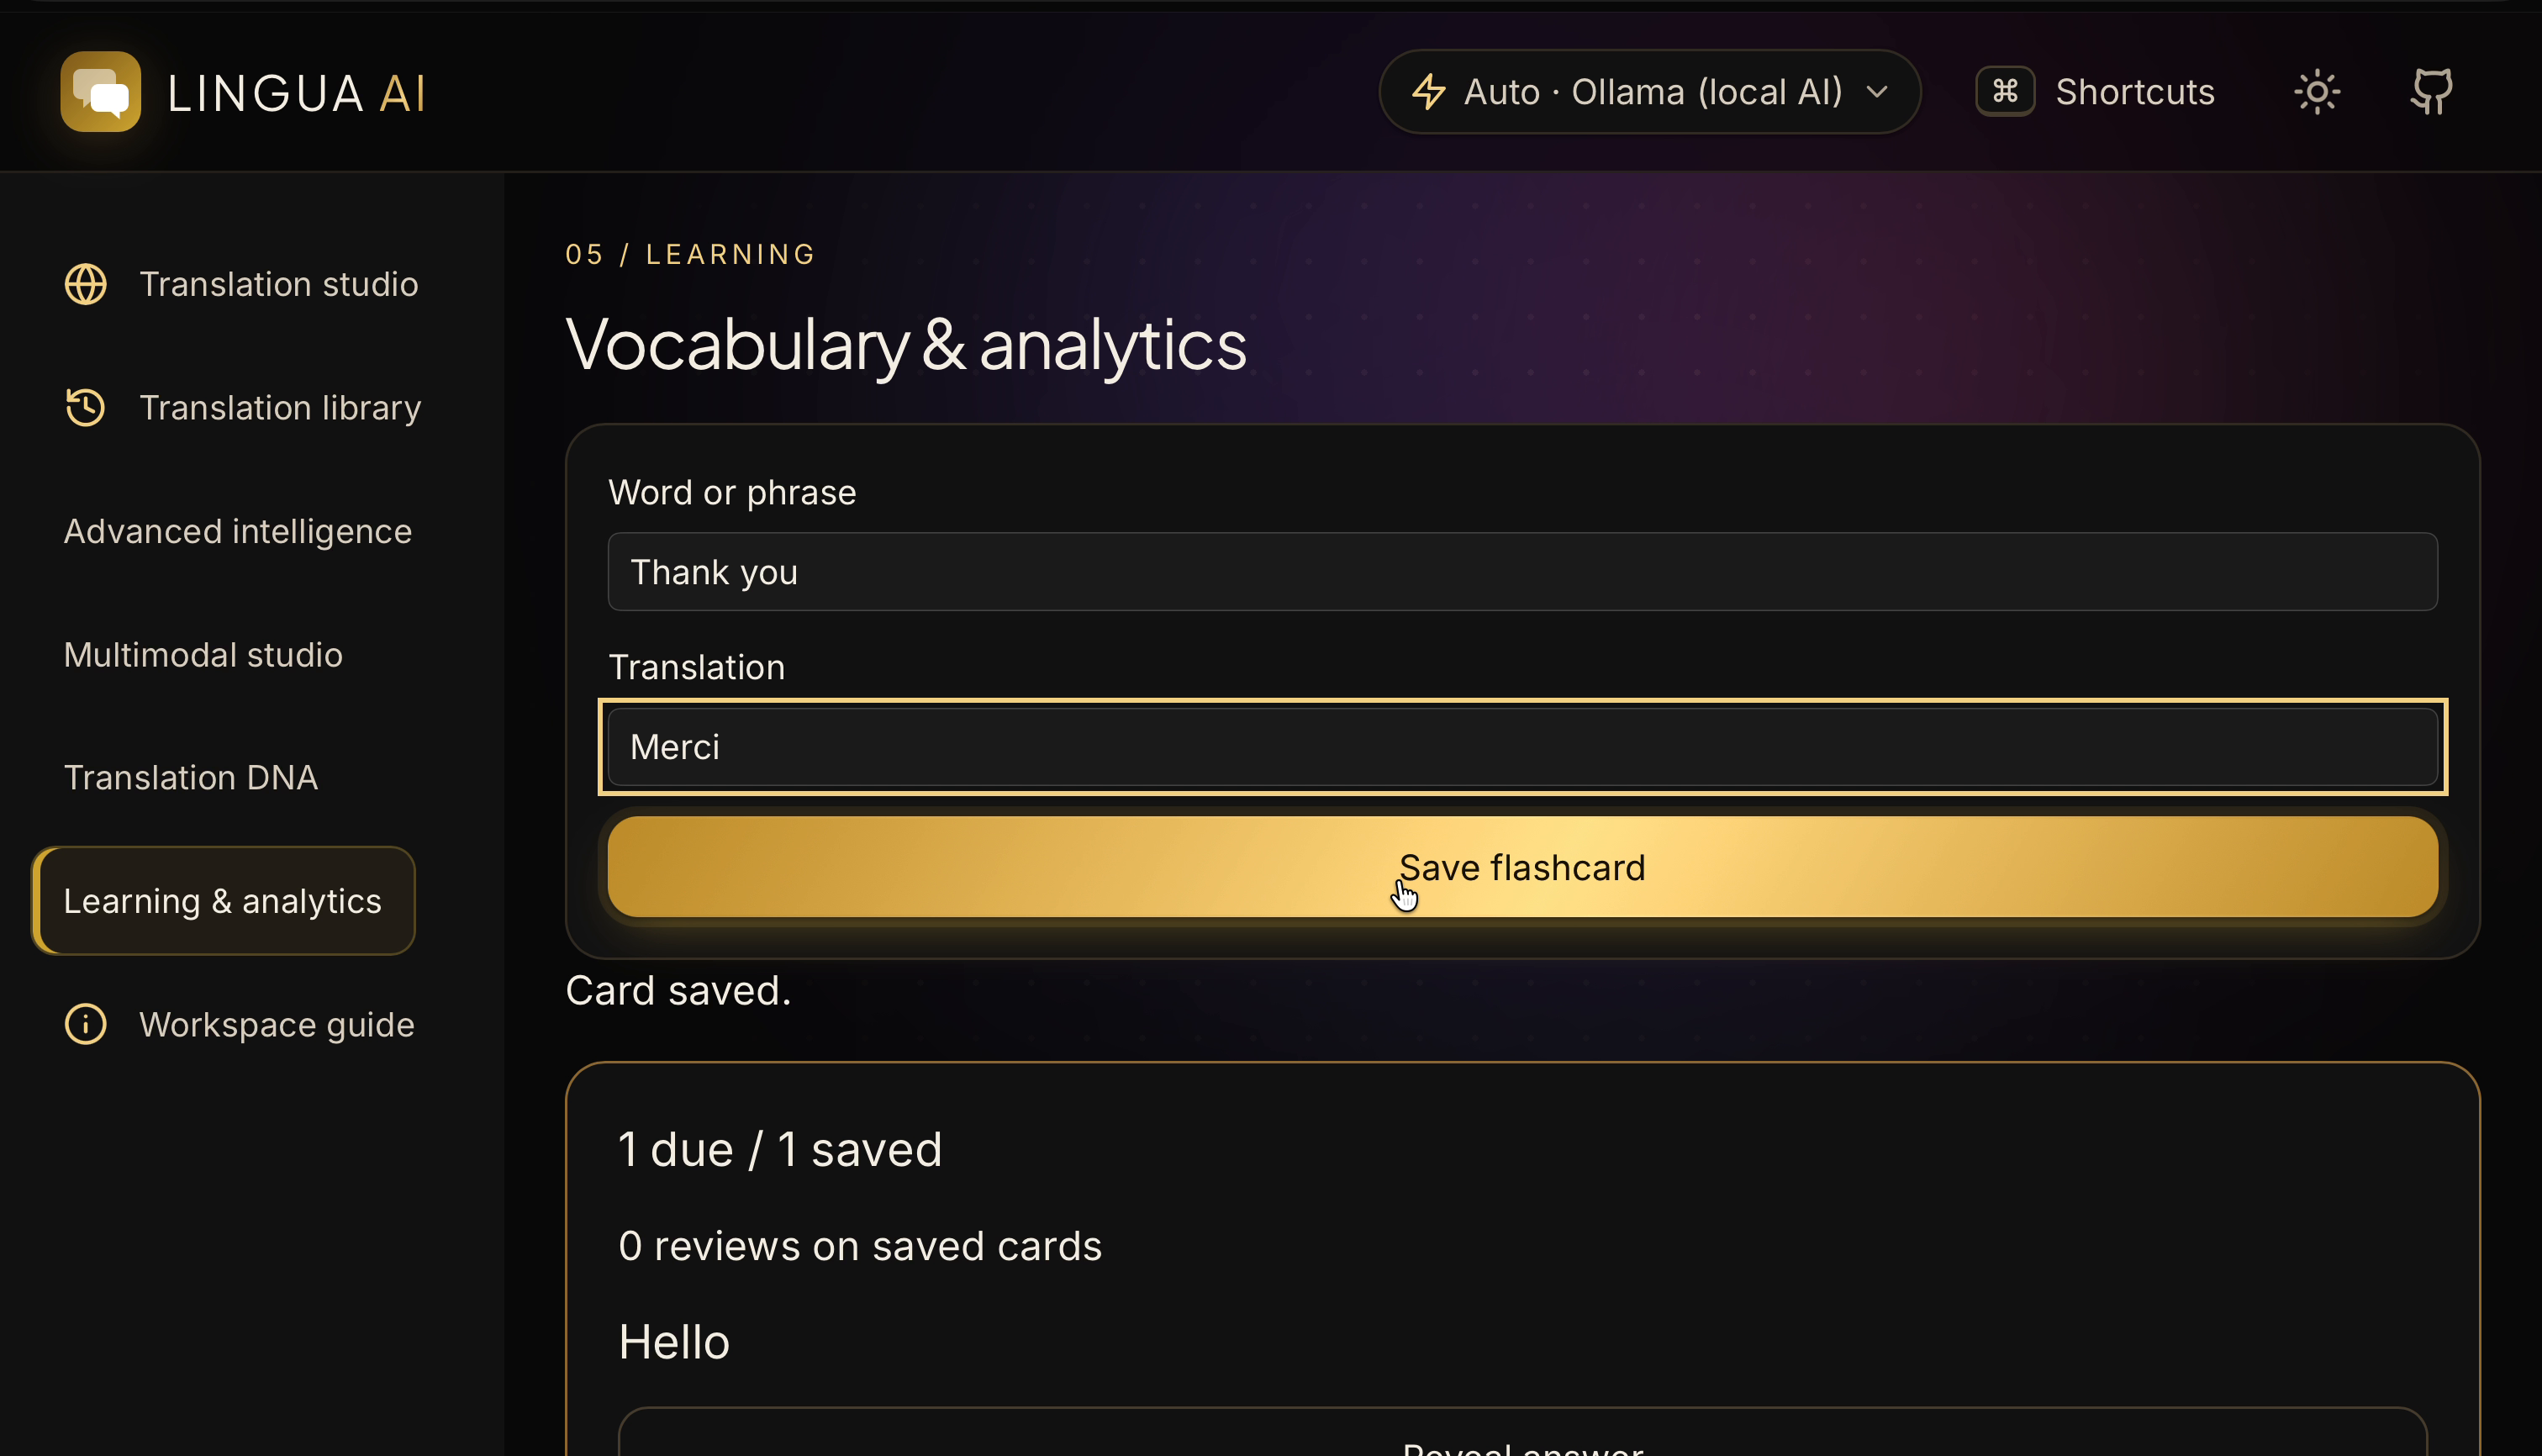 LINGUA AI
Auto · Ollama (local AI)
⌘ Shortcuts
Translation studio
Translation library
Advanced intelligence
Multimodal studio
Translation DNA
Learning & analytics
Workspace guide
05 / LEARNING
Vocabulary & analytics
Word or phrase
Thank you
Translation
Merci
Save flashcard
Card saved.
1 due / 1 saved
0 reviews on saved cards
Hello
Reveal answer